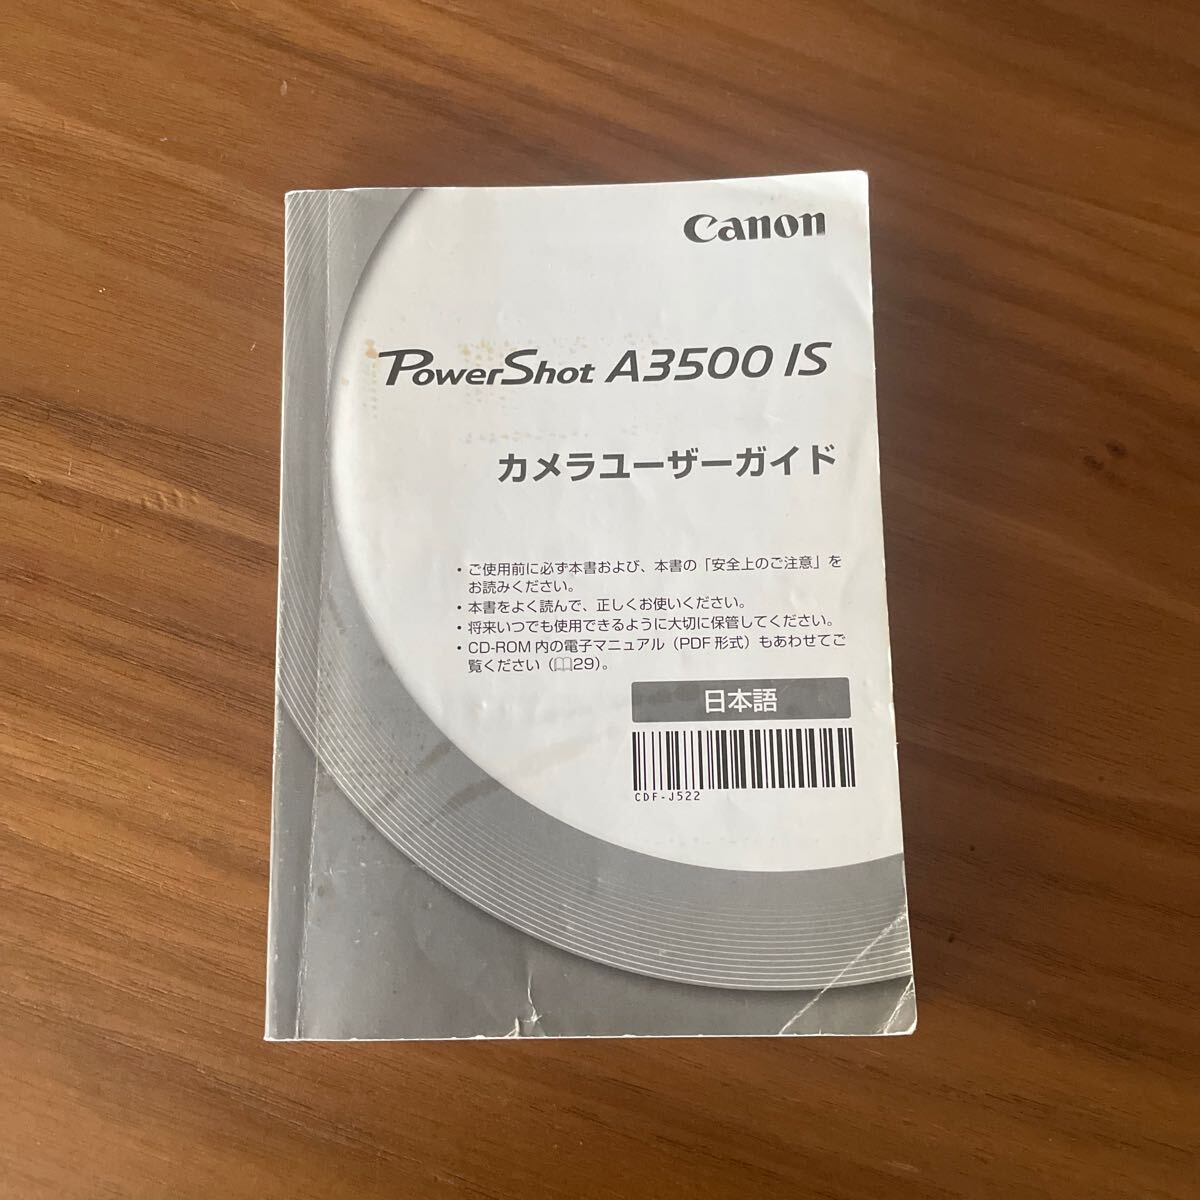 Canon
PowerShot A3500 IS
カメラユーザーガイド
・ご使用前に必ず本書および、本書の「安全上のご注意」を
お読みください。
・本書をよく読んで、正しくお使いください。
・将来いつでも使用できるように大切に保管してください。
・CD-ROM 内の電子マニュアル（PDF 形式）もあわせてご
覧ください（📖29）。
日本語
CDF-J522